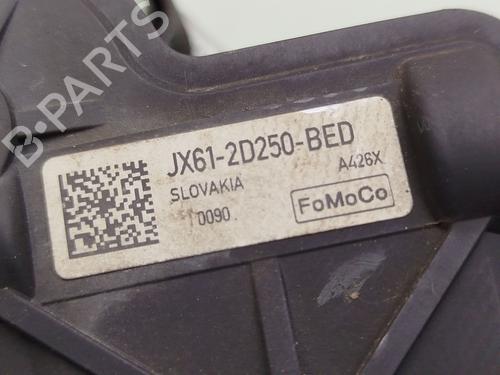 B-PARTS
JX61-2D250-BED
SLOVAKIA
A426X
0090
FoMoCo